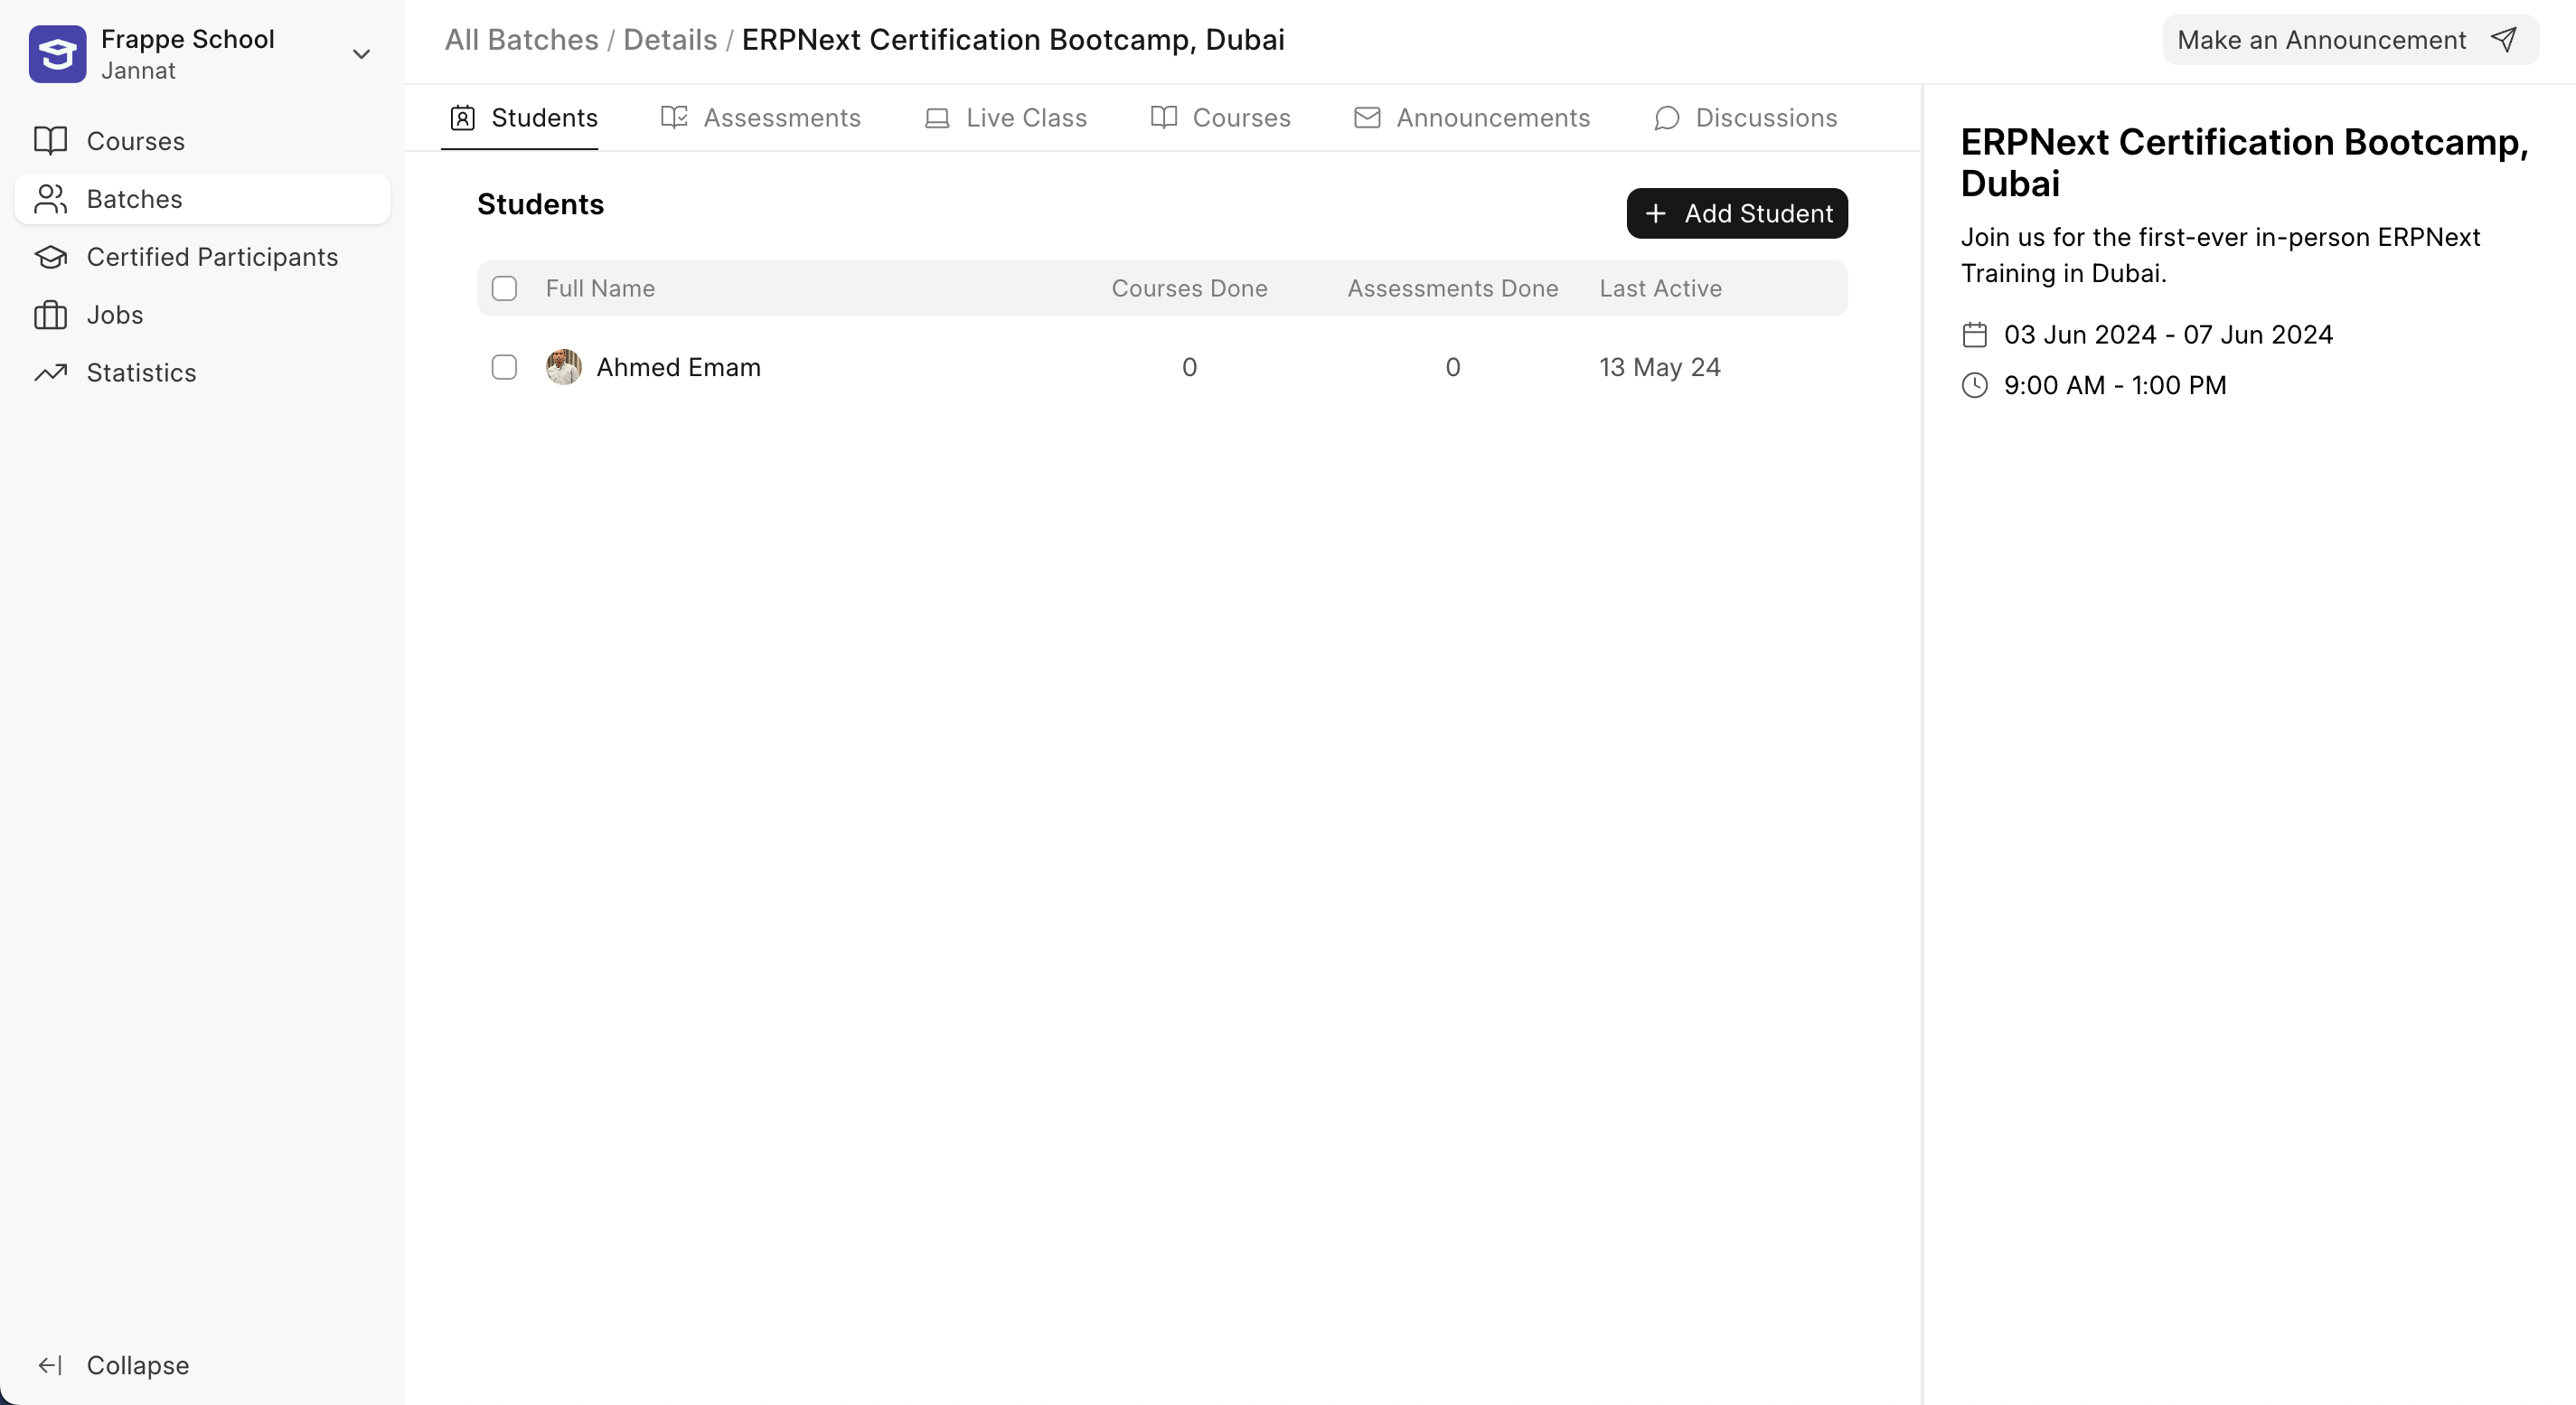 Frappe School
Jannat
Courses
Batches
Certified Participants
Jobs
Statistics
Collapse
All Batches / Details / ERPNext Certification Bootcamp, Dubai
Make an Announcement
Students
Assessments
Live Class
Courses
Announcements
Discussions
Students
Add Student
Full Name
Courses Done
Assessments Done
Last Active
Ahmed Emam
0
0
13 May 24
ERPNext Certification Bootcamp,
Dubai
Join us for the first-ever in-person ERPNext
Training in Dubai.
03 Jun 2024 - 07 Jun 2024
9:00 AM - 1:00 PM